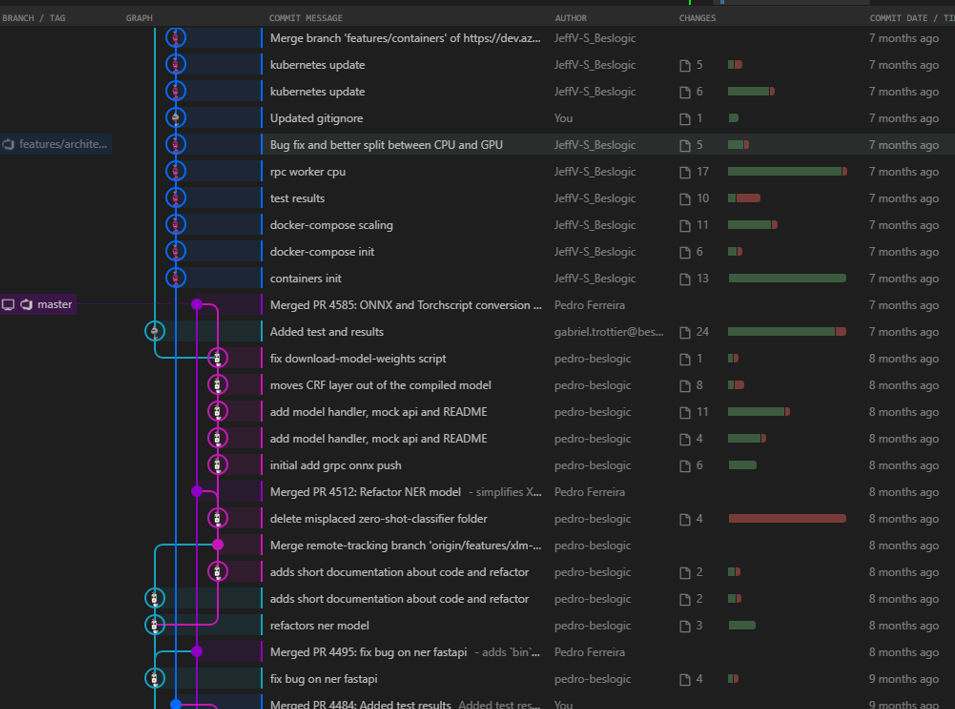 BRANCH / TAG GRAPH COMMIT MESSAGE AUTHOR CHANGES COMMIT DATE / TI
Merge branch 'features/containers' of https://dev.az... JeffV-S_Beslogic 7 months ago
kubernetes update JeffV-S_Beslogic 5 7 months ago
kubernetes update JeffV-S_Beslogic 6 7 months ago
Updated gitignore You 1 7 months ago
features/archite... Bug fix and better split between CPU and GPU JeffV-S_Beslogic 5 7 months ago
rpc worker cpu JeffV-S_Beslogic 17 7 months ago
test results JeffV-S_Beslogic 10 7 months ago
docker-compose scaling JeffV-S_Beslogic 11 7 months ago
docker-compose init JeffV-S_Beslogic 6 7 months ago
containers init JeffV-S_Beslogic 13 7 months ago
master Merged PR 4585: ONNX and Torchscript conversion ... Pedro Ferreira 7 months ago
Added test and results gabriel.trottier@bes... 24 7 months ago
fix download-model-weights script pedro-beslogic 1 8 months ago
moves CRF layer out of the compiled model pedro-beslogic 8 8 months ago
add model handler, mock api and README pedro-beslogic 11 8 months ago
add model handler, mock api and README pedro-beslogic 4 8 months ago
initial add grpc onnx push pedro-beslogic 6 8 months ago
Merged PR 4512: Refactor NER model - simplifies X... Pedro Ferreira 8 months ago
delete misplaced zero-shot-classifier folder pedro-beslogic 4 8 months ago
Merge remote-tracking branch 'origin/features/xlm-... pedro-beslogic 8 months ago
adds short documentation about code and refactor pedro-beslogic 2 8 months ago
adds short documentation about code and refactor pedro-beslogic 2 8 months ago
refactors ner model pedro-beslogic 3 8 months ago
Merged PR 4495: fix bug on ner fastapi - adds `bin`... Pedro Ferreira 8 months ago
fix bug on ner fastapi pedro-beslogic 4 9 months ago
Merged PR 4484: Added test results Added test res... You 9 months ago